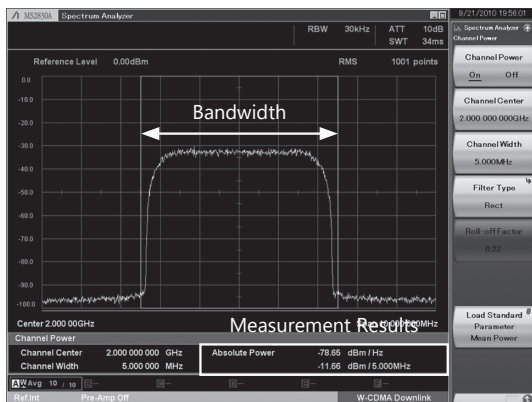 MS2830A Spectrum Analyzer
9/21/2010 19:56:01
RBW 30kHz ATT 10dB
SWT 34ms
Reference Level 0.00dBm RMS 1001 points
Spectrum Analyzer
Channel Power
Channel Power
On Off
Channel Center
2.000 000 000GHz
Channel Width
5.000MHz
Filter Type
Rect
Roll-off Factor
0.22
Load Standard
Parameter
Mean Power
0.0
-10.0
-20.0
-30.0
-40.0
-50.0
-60.0
-70.0
-80.0
-90.0
-100.0
Bandwidth
Center 2.000 00GHz
Measurement Results
MHz
Channel Power
Channel Center 2.000 000 000 GHz Absolute Power -78.65 dBm / Hz
Channel Width 5.000 000 MHz -11.66 dBm / 5.000MHz
A W Avg 10 / 10
Ref.Int Pre-Amp Off W-CDMA Downlink